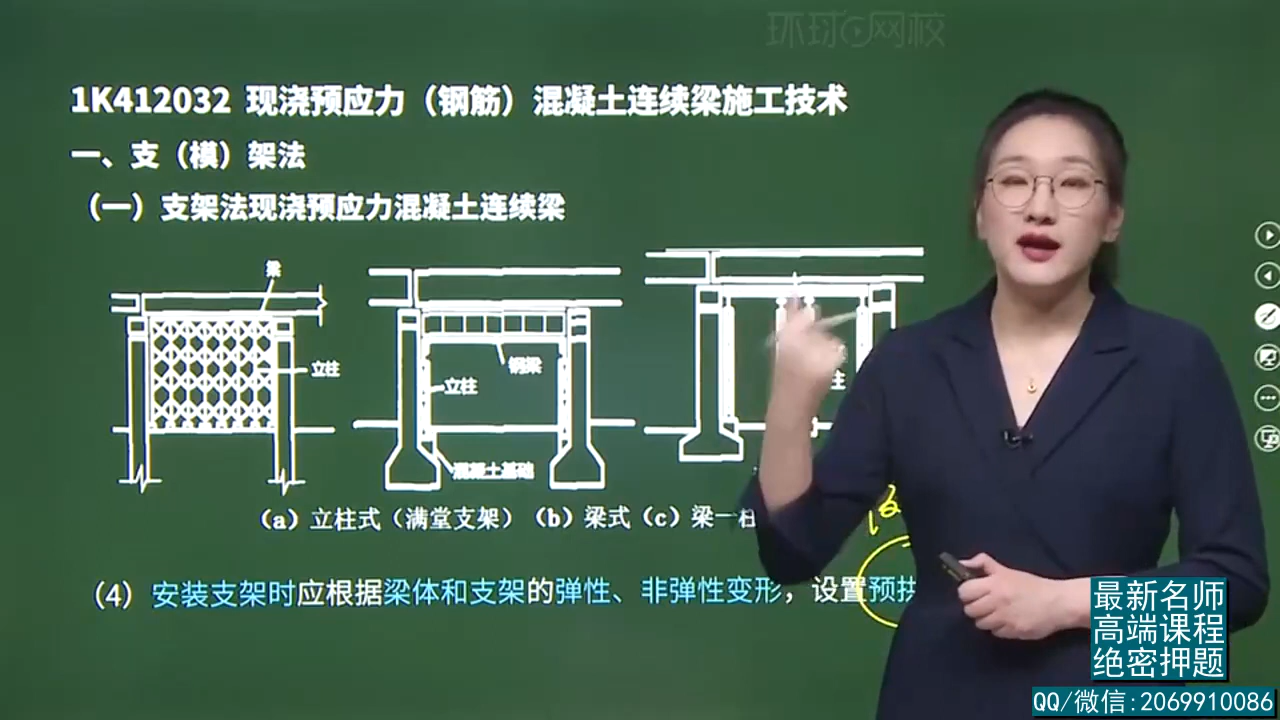 环球网校
1K412032 现浇预应力（钢筋）混凝土连续梁施工技术
一、支（模）架法
（一）支架法现浇预应力混凝土连续梁
梁
立柱
钢梁
立柱
柱
混凝土基础
（a）立柱式（满堂支架）（b）梁式（c）梁一柱
（4）安装支架时应根据梁体和支架的弹性、非弹性变形，设置预拱
最新名师
高端课程
绝密押题
QQ/微信:2069910086